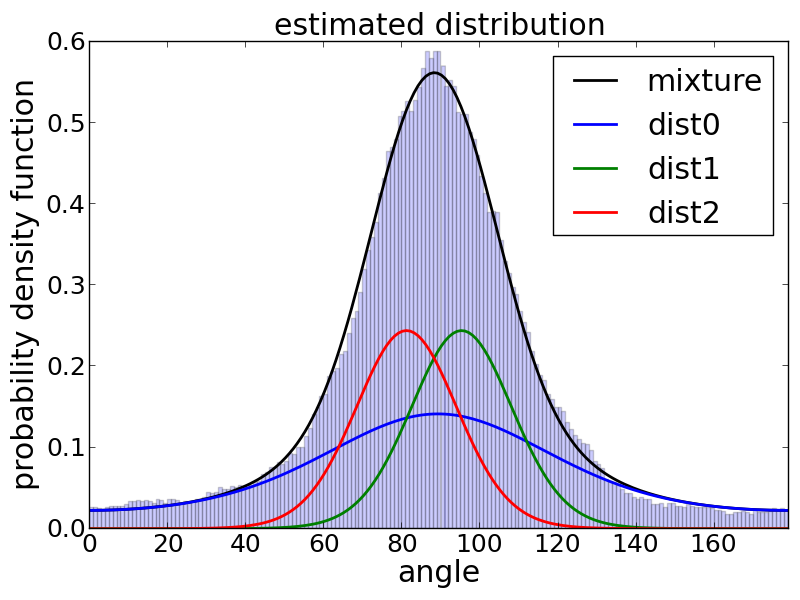 estimated distribution
probability density function
0.6
0.5
0.4
0.3
0.2
0.1
0.0
mixture
dist0
dist1
dist2
0 20 40 60 80 100 120 140 160
angle